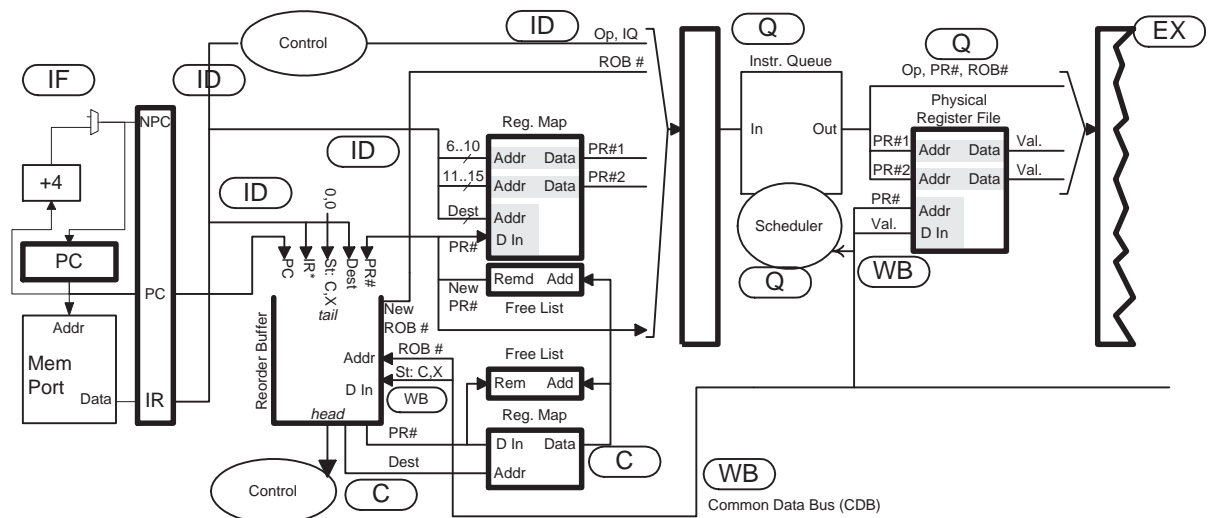 Control
ID
Op, IQ
ROB #
Q
Instr. Queue
Q
EX
Op, PR#, ROB#
IF
ID
NPC
+4
PC
PC
Addr
Mem
Port
Data
IR
ID
ID
Reg. Map
6..10
Addr
Data
PR#1
11..15
Addr
Data
PR#2
Dest
Addr
D In
PR#
0,0
PC
IR*
St: C,X
Dest
PR#
tail
Remd
Add
New
PR#
Free List
In
Out
Scheduler
Q
Physical
Register File
PR#1
Addr
Data
Val.
PR#2
Addr
Data
Val.
PR#
Addr
Val.
D In
WB
Reorder Buffer
New
ROB #
Addr
ROB #
St: C,X
D In
WB
head
Free List
Rem
Add
Reg. Map
PR#
D In
Data
Dest
Addr
C
Control
C
WB
Common Data Bus (CDB)